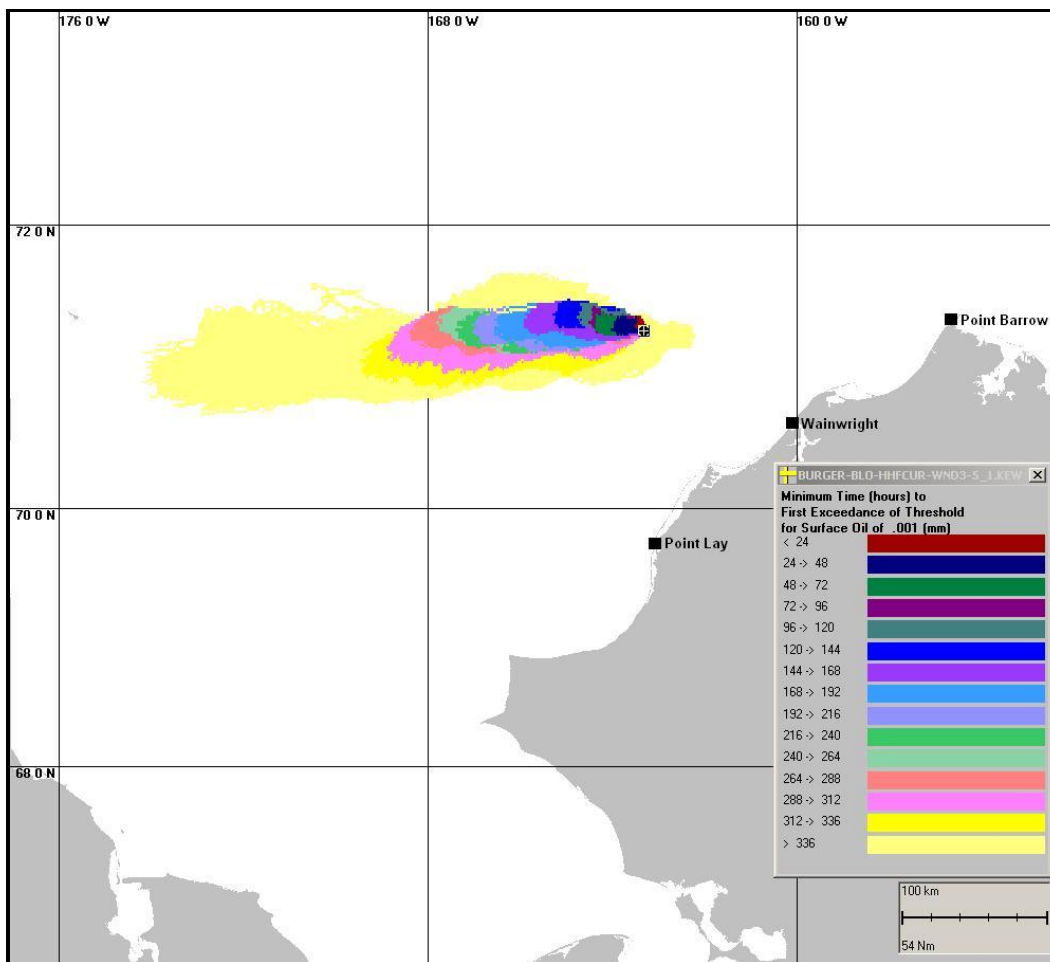 176 0 W
168 0 W
160 0 W
72 0 N
Point Barrow
Wainwright
BURGER-BLO-HHFCUR-WND3-5_1.KEW
Minimum Time (hours) to
First Exceedance of Threshold
for Surface Oil of .001 (mm)
70 0 N
Point Lay
< 24
24 -> 48
48 -> 72
72 -> 96
96 -> 120
120 -> 144
144 -> 168
168 -> 192
192 -> 216
216 -> 240
240 -> 264
264 -> 288
288 -> 312
312 -> 336
> 336
68 0 N
100 km
54 Nm